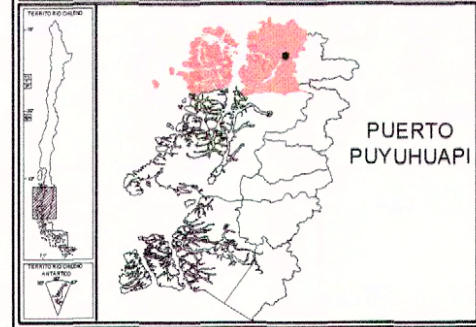 TERRITORIO CHILENO
PUERTO
PUYUHUAPI
TERRITORIO CHILENO
ANTARTICO